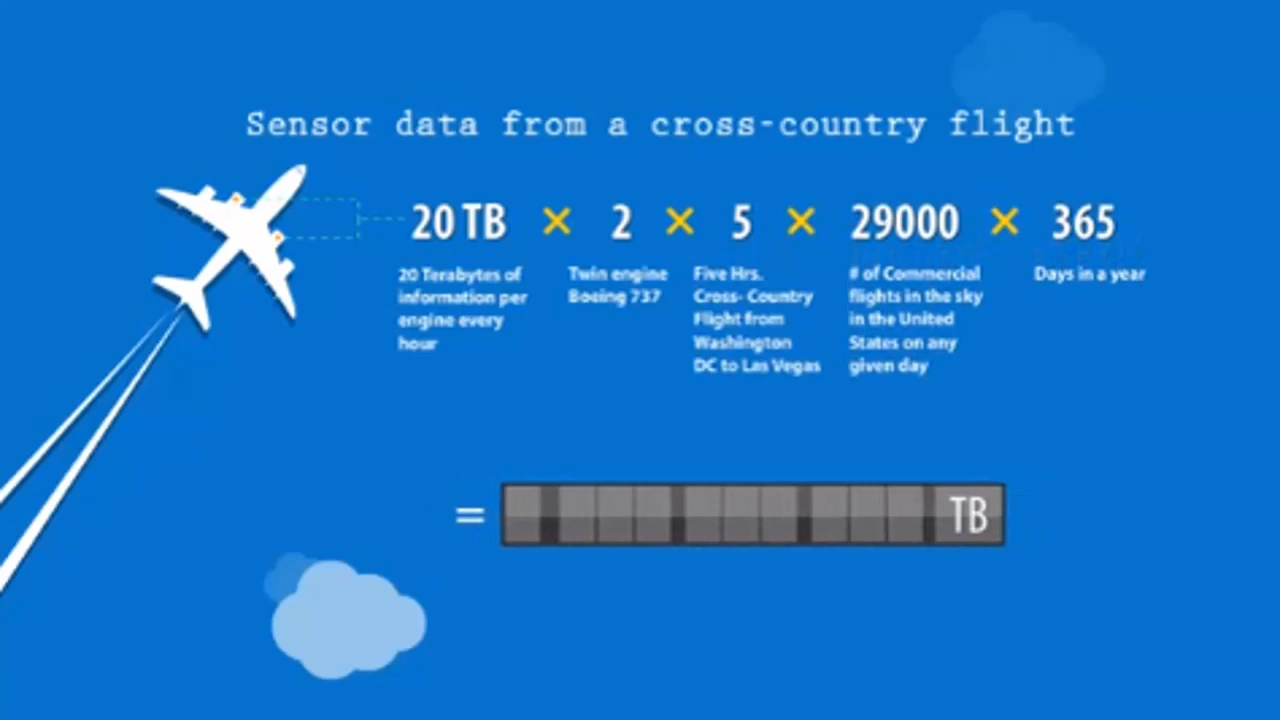 Sensor data from a cross-country flight
20 TB × 2 × 5 × 29000 × 365
20 Terabytes of
information per
engine every
hour
Twin engine
Boeing 737
Five Hrs.
Cross- Country
Flight from
Washington
DC to Las Vegas
# of Commercial
flights in the sky
in the United
States on any
given day
Days in a year
= TB